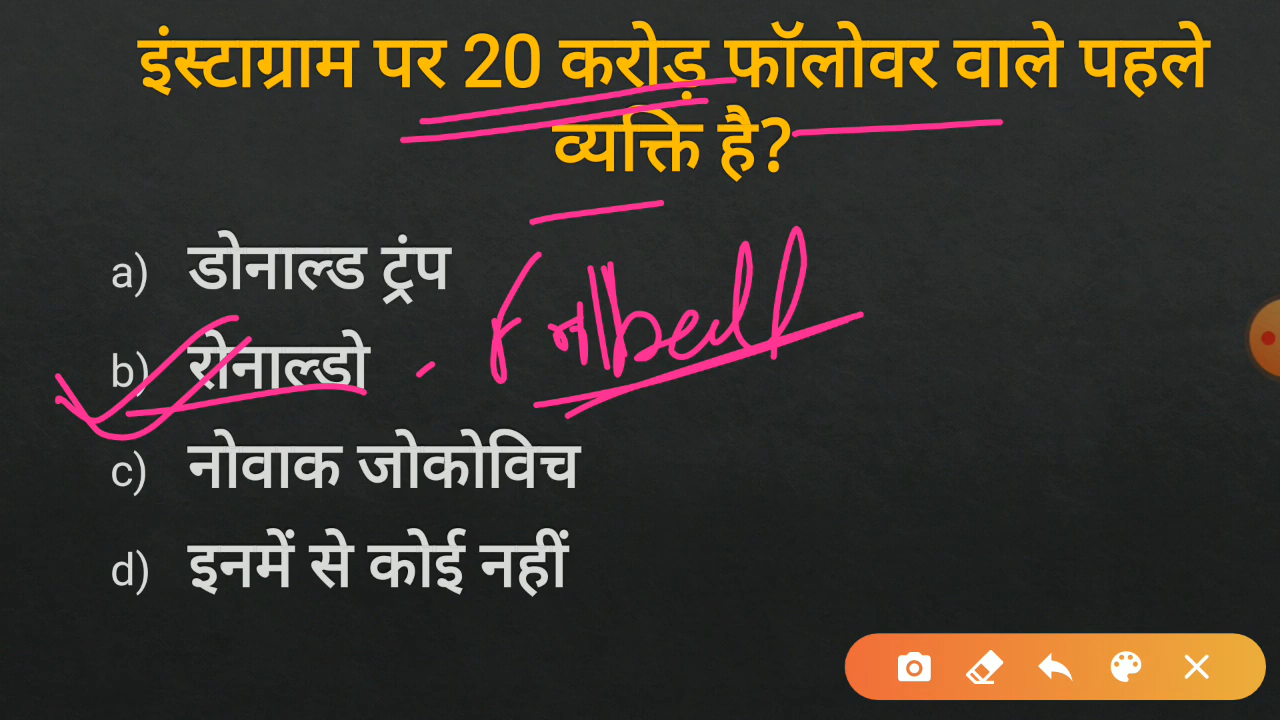 इंस्टाग्राम पर 20 करोड़ फॉलोवर वाले पहले
व्यक्ति है?
a) डोनाल्ड ट्रंप
b) रोनाल्डो
c) नोवाक जोकोविच
d) इनमें से कोई नहीं